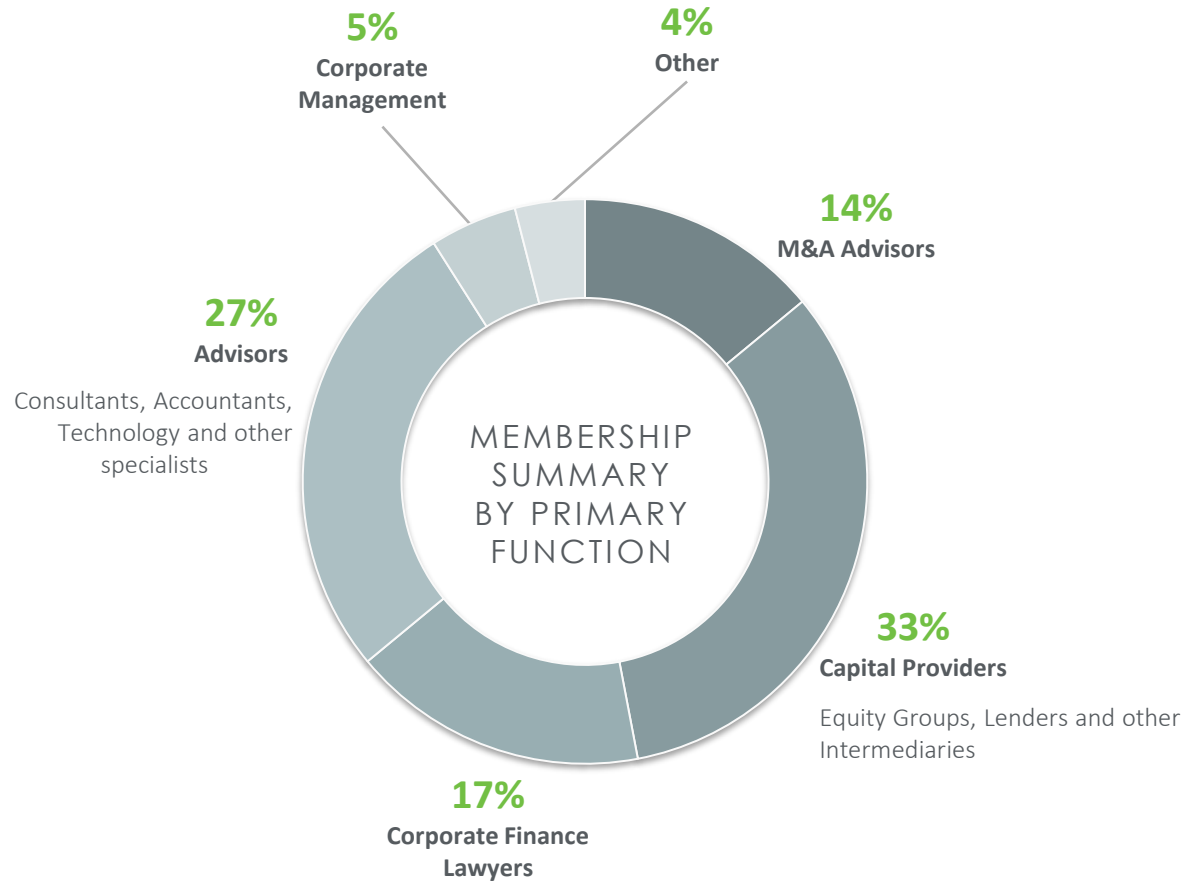 5%
Corporate
Management
4%
Other
14%
M&A Advisors
27%
Advisors
Consultants, Accountants,
Technology and other
specialists
MEMBERSHIP
SUMMARY
BY PRIMARY
FUNCTION
33%
Capital Providers
Equity Groups, Lenders and other
Intermediaries
17%
Corporate Finance
Lawyers